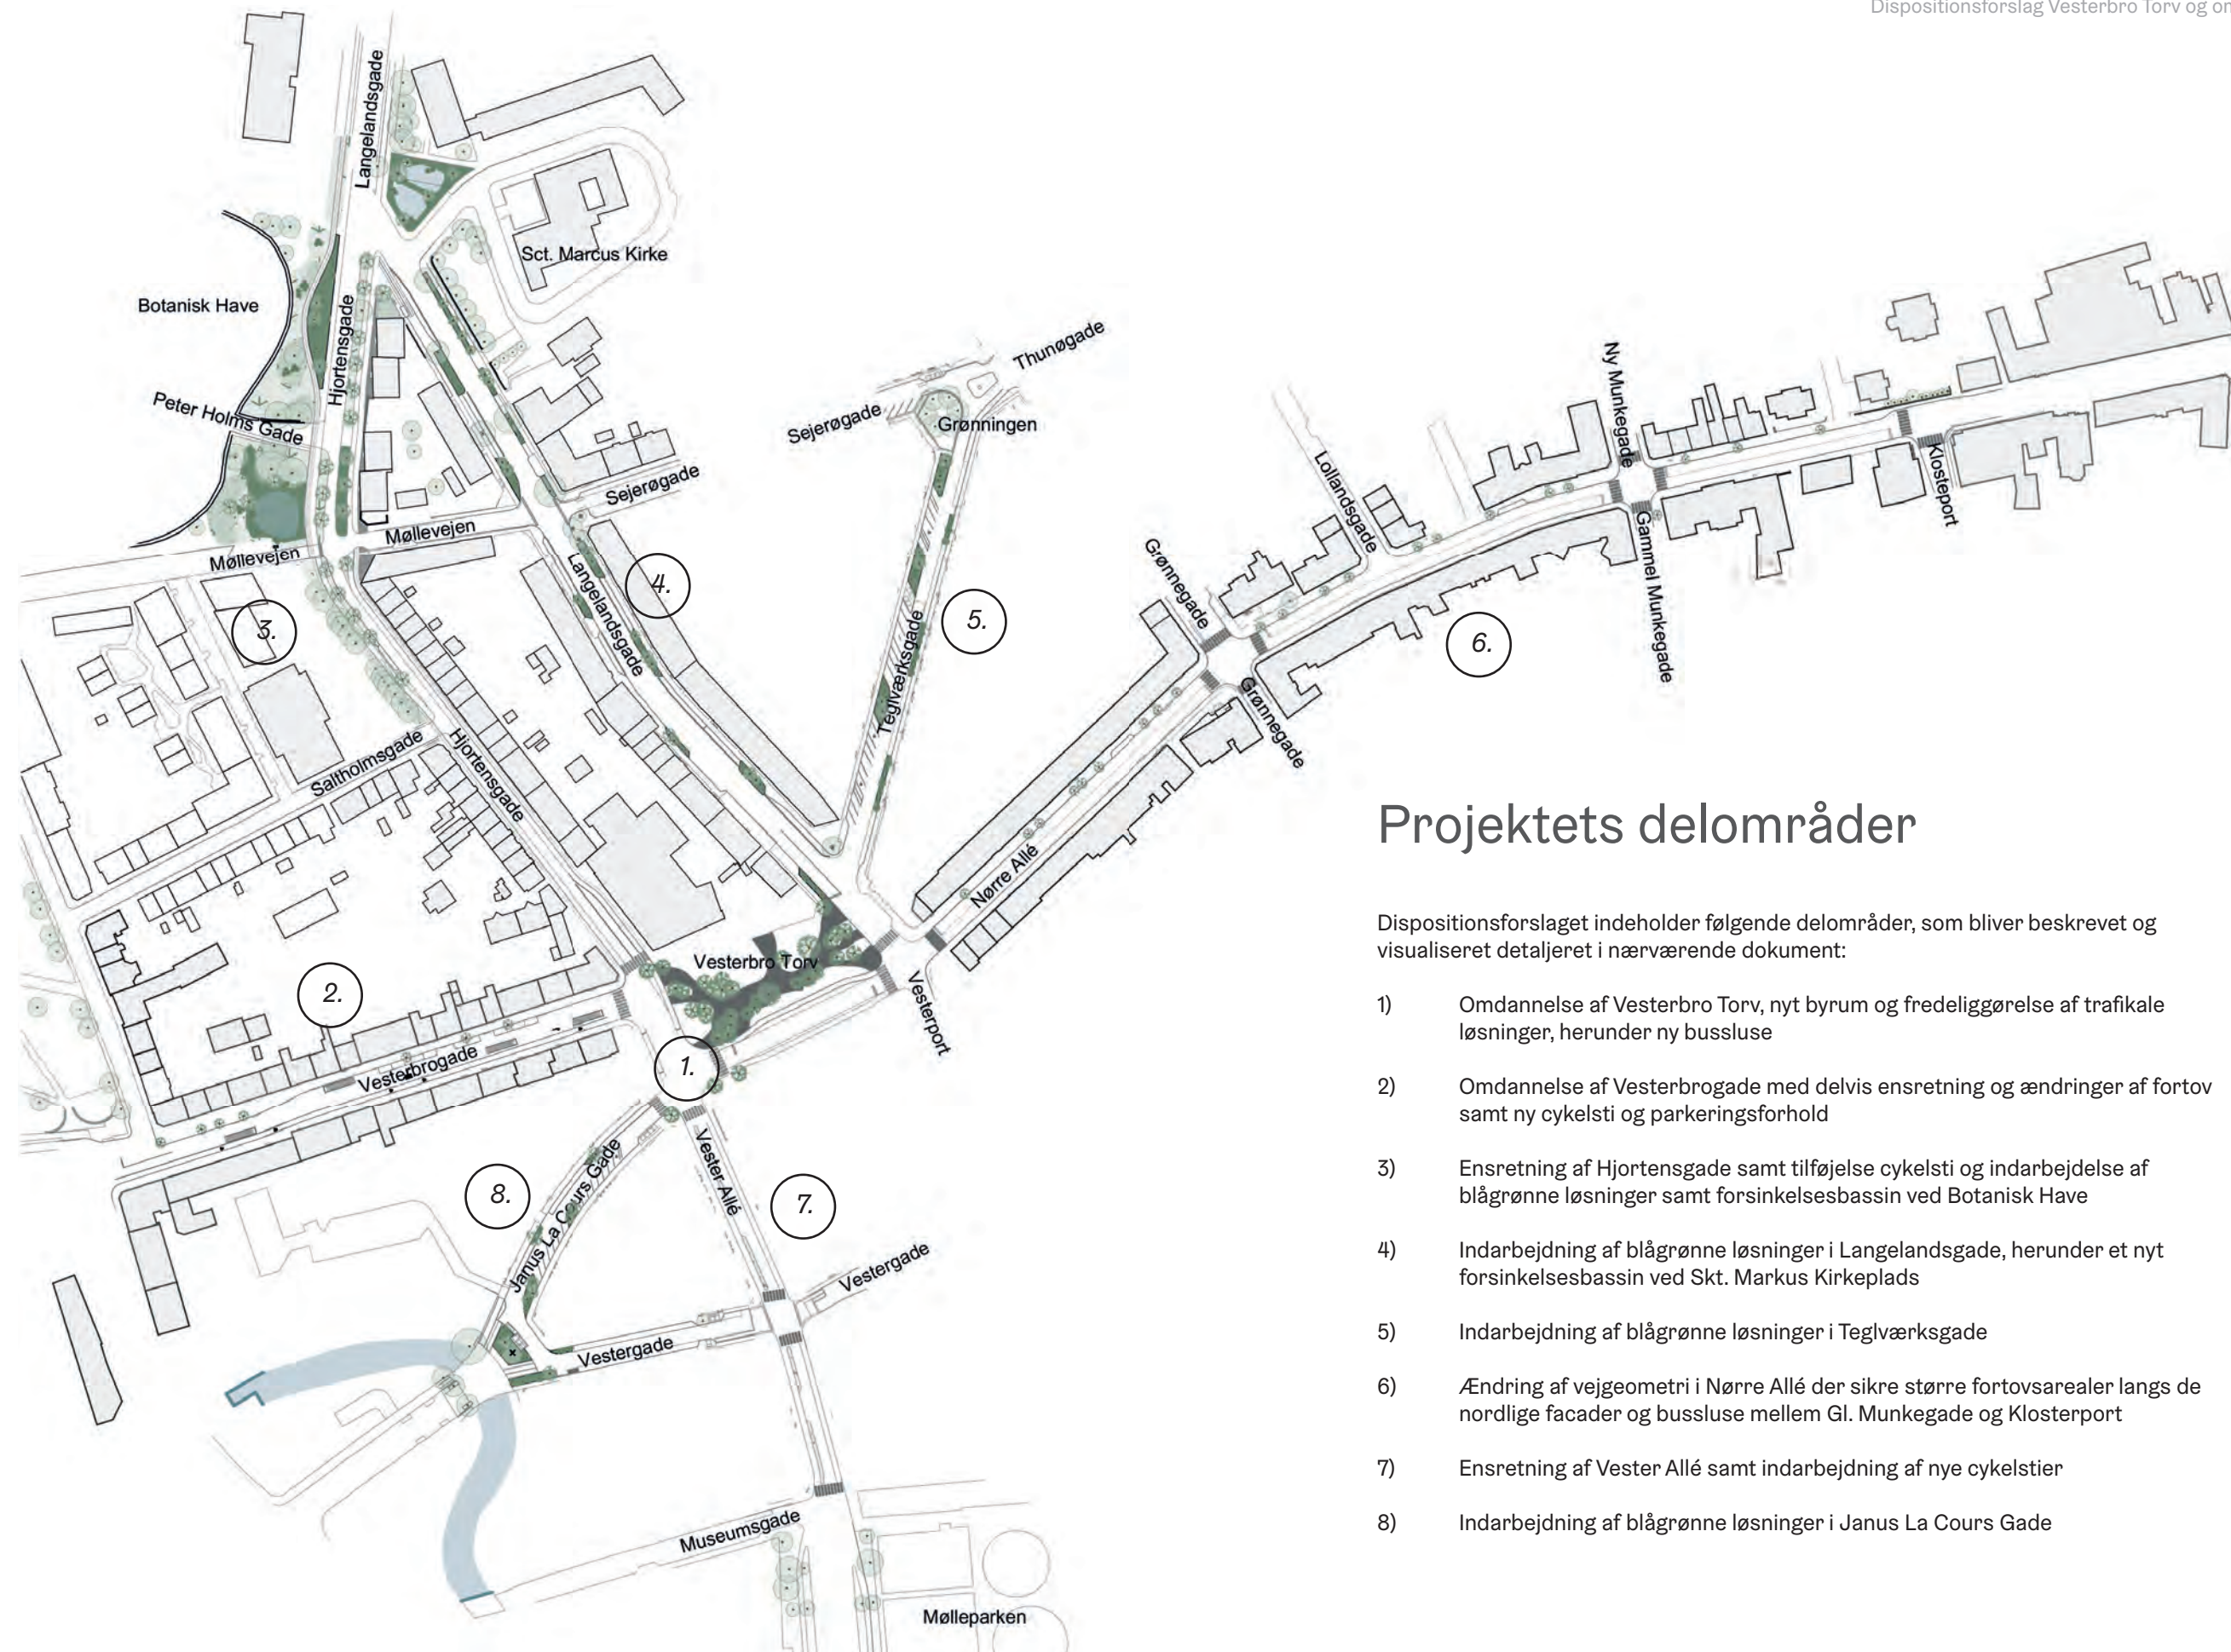 Dispositionsforslag Vesterbro Torv og om
Langelandsgade
Sct. Marcus Kirke
Botanisk Have
Hjortensgade
Peter Holms Gade
Thunøgade
Sejerøgade
Grønningen
Sejerøgade
Møllevejen
Møllevejen
Langelandsgade
Teglværksgade
Lollandsgade
Ny Munkegade
Klosteport
Grønnegade
Gammel Munkegade
Grønnegade
3.
4.
5.
6.
Saltholmsgade
Hjortensgade
Nørre Allé
Vesterbro Torv
Vesterport
2.
Vesterbrogade
1.
Janus La Cours Gade
Vester Allé
8.
7.
Vestergade
Vestergade
Museumsgade
Mølleparken
Projektets delområder
Dispositionsforslaget indeholder følgende delområder, som bliver beskrevet og
visualiseret detaljeret i nærværende dokument:
1) Omdannelse af Vesterbro Torv, nyt byrum og fredeliggørelse af trafikale
løsninger, herunder ny bussluse
2) Omdannelse af Vesterbrogade med delvis ensretning og ændringer af fortov
samt ny cykelsti og parkeringsforhold
3) Ensretning af Hjortensgade samt tilføjelse cykelsti og indarbejdelse af
blågrønne løsninger samt forsinkelsesbassin ved Botanisk Have
4) Indarbejdning af blågrønne løsninger i Langelandsgade, herunder et nyt
forsinkelsesbassin ved Skt. Markus Kirkeplads
5) Indarbejdning af blågrønne løsninger i Teglværksgade
6) Ændring af vejgeometri i Nørre Allé der sikre større fortovsarealer langs de
nordlige facader og bussluse mellem Gl. Munkegade og Klosterport
7) Ensretning af Vester Allé samt indarbejdning af nye cykelstier
8) Indarbejdning af blågrønne løsninger i Janus La Cours Gade